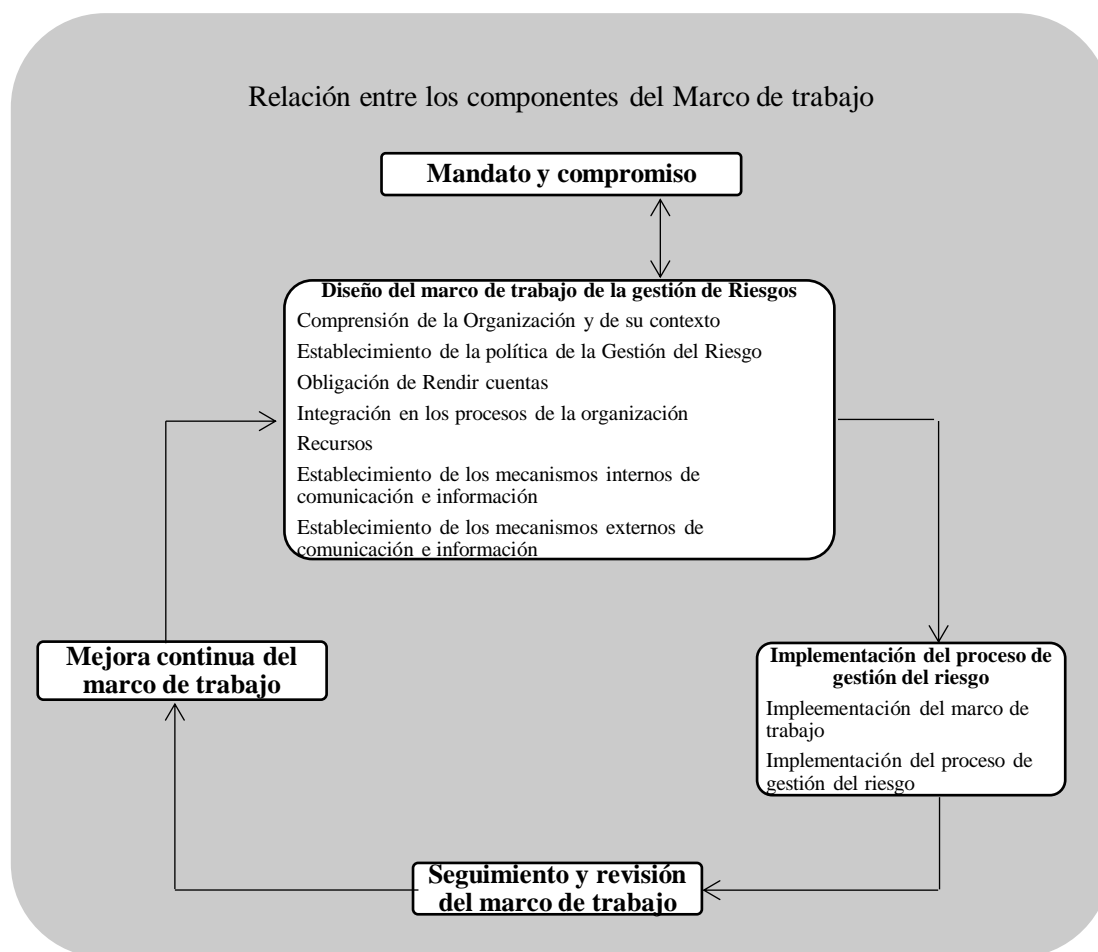 Relación entre los componentes del Marco de trabajo
Mandato y compromiso
Diseño del marco de trabajo de la gestión de Riesgos
Comprensión de la Organización y de su contexto
Establecimiento de la política de la Gestión del Riesgo
Obligación de Rendir cuentas
Integración en los procesos de la organización
Recursos
Establecimiento de los mecanismos internos de
comunicación e información
Establecimiento de los mecanismos externos de
comunicación e información
Mejora continua del
marco de trabajo
Implementación del proceso de
gestión del riesgo
Impleementación del marco de
trabajo
Implementación del proceso de
gestión del riesgo
Seguimiento y revisión
del marco de trabajo